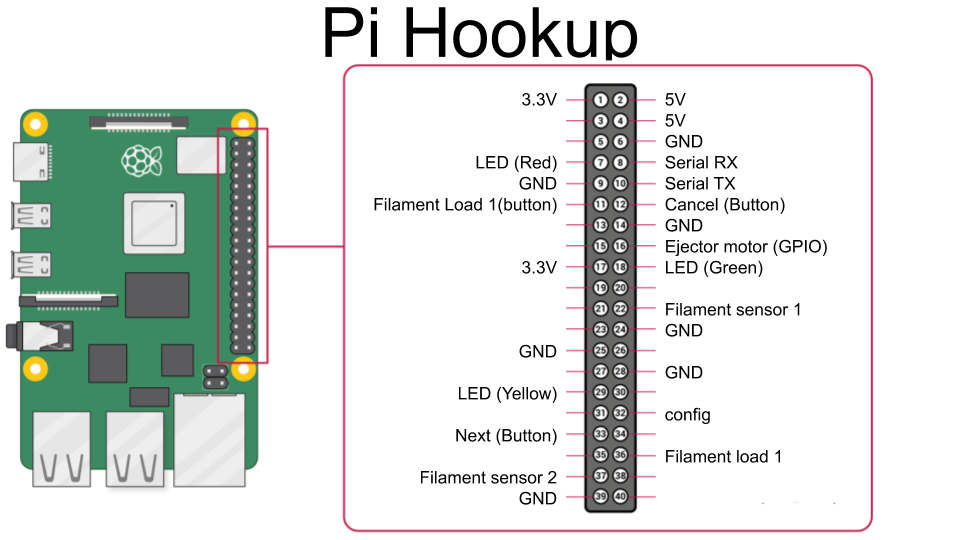 Pi Hookup
3.3V 1 2 5V
3 4 5V
5 6 GND
LED (Red) 7 8 Serial RX
GND 9 10 Serial TX
Filament Load 1(button) 11 12 Cancel (Button)
13 14 GND
15 16 Ejector motor (GPIO)
3.3V 17 18 LED (Green)
19 20
21 22 Filament sensor 1
23 24 GND
GND 25 26
27 28 GND
LED (Yellow) 29 30
31 32 config
Next (Button) 33 34
35 36 Filament load 1
Filament sensor 2 37 38
GND 39 40